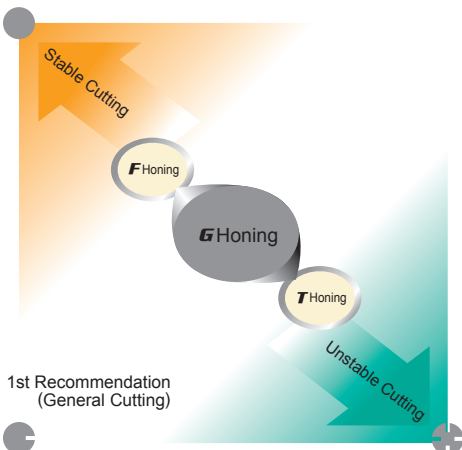 Stable Cutting
F Honing
G Honing
T Honing
Unstable Cutting
1st Recommendation
(General Cutting)